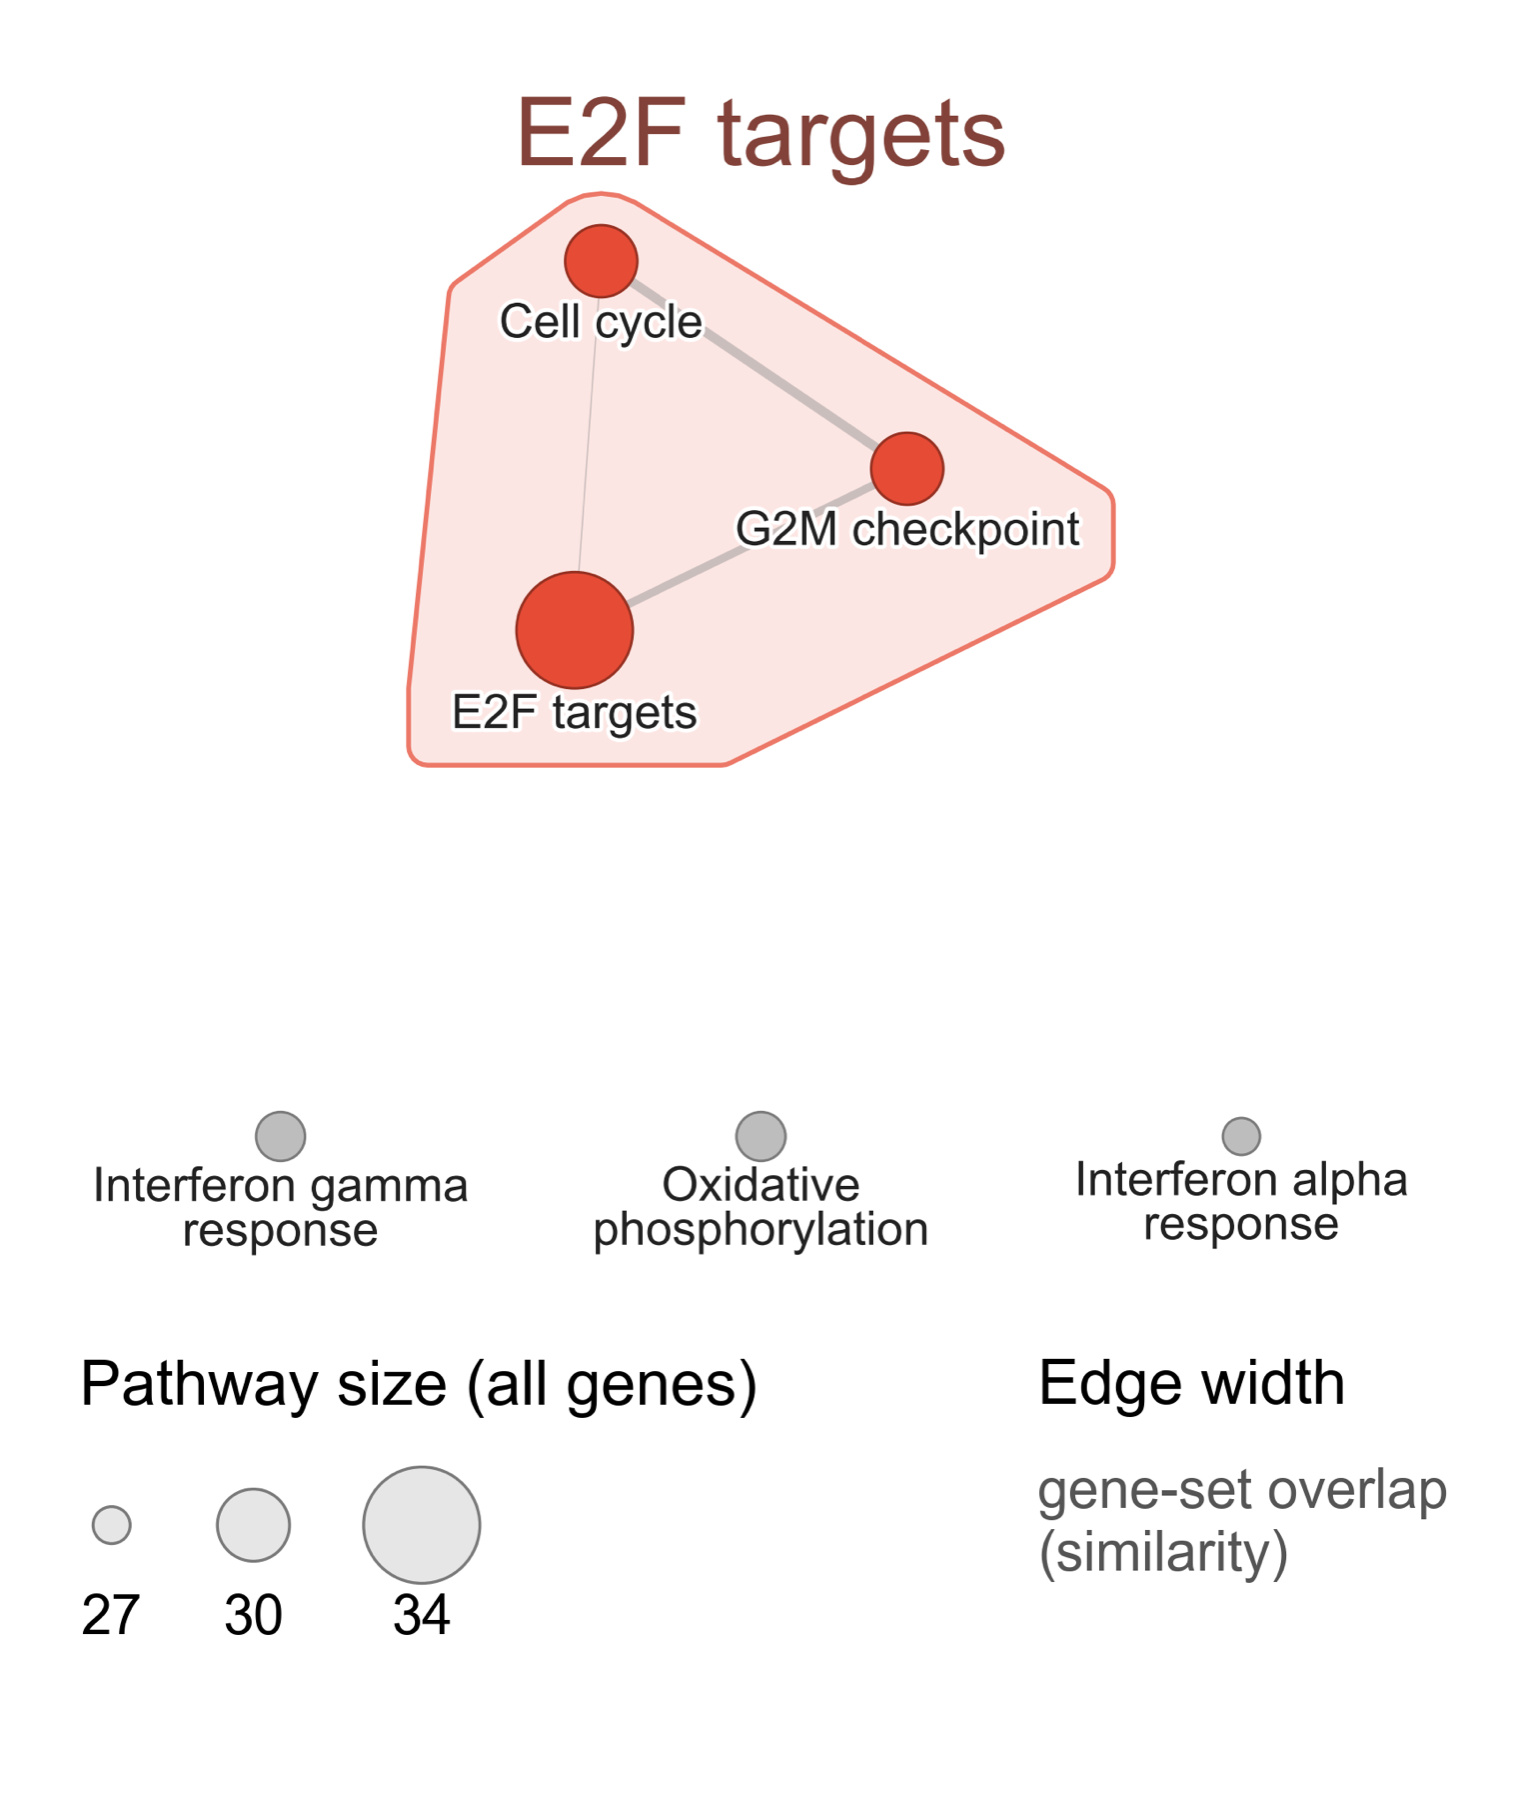 E2F targets
Cell cycle
G2M checkpoint
E2F targets
Interferon gamma
response
Oxidative
phosphorylation
Interferon alpha
response
Pathway size (all genes)
27
30
34
Edge width
gene-set overlap
(similarity)